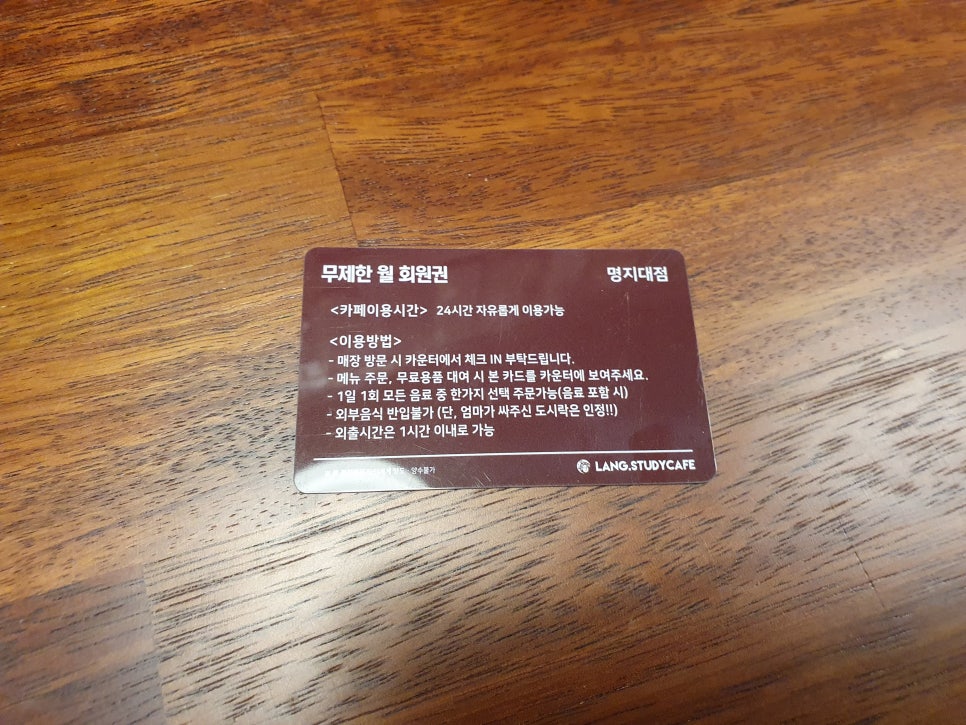 무제한 월 회원권
명지대점
<카페이용시간> 24시간 자유롭게 이용가능
<이용방법>
- 매장 방문 시 카운터에서 체크 IN 부탁드립니다.
- 메뉴 주문, 무료용품 대여 시 본 카드를 카운터에 보여주세요.
- 1일 1회 모든 음료 중 한가지 선택 주문가능(음료 포함 시)
- 외부음식 반입불가 (단, 엄마가 싸주신 도시락은 인정!!)
- 외출시간은 1시간 이내로 가능
양수불가
LANG.STUDYCAFE